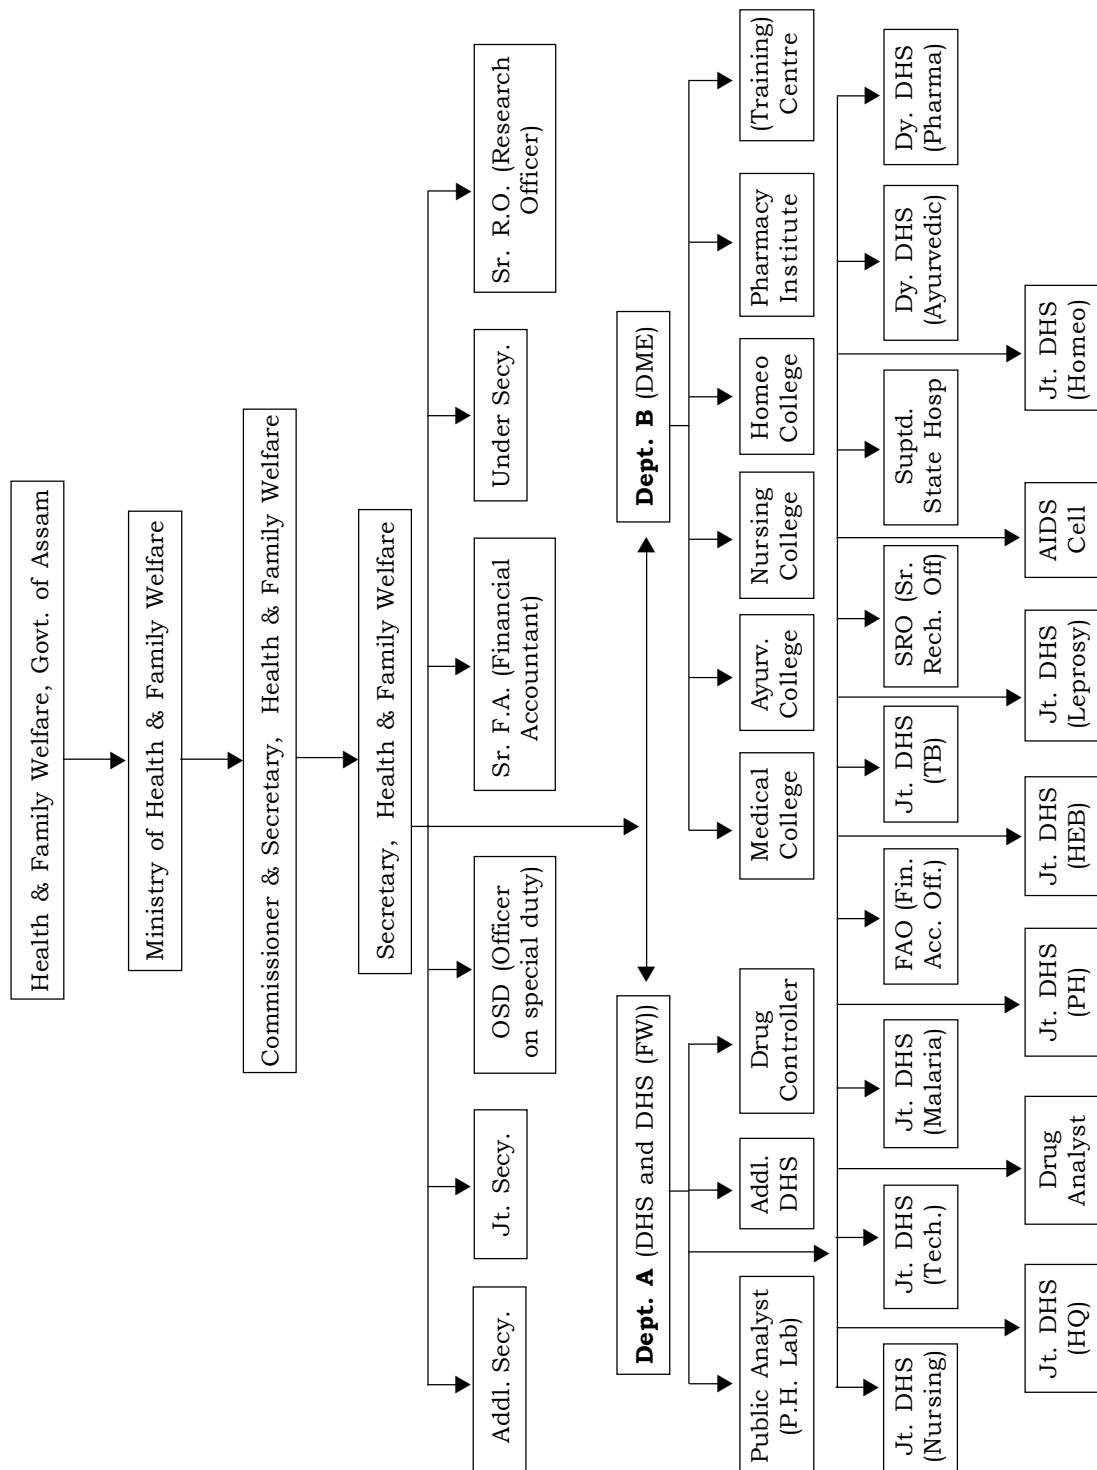 Health & Family Welfare, Govt. of Assam
Ministry of Health & Family Welfare
Commissioner & Secretary, Health & Family Welfare
Secretary, Health & Family Welfare
Addl. Secy.
Jt. Secy.
OSD (Officer
on special duty)
Sr. F.A. (Financial
Accountant)
Under Secy.
Sr. R.O. (Research
Officer)
Dept. A (DHS and DHS (FW))
Dept. B (DME)
Public Analyst
(P.H. Lab)
Addl.
DHS
Drug
Controller
Medical
College
Ayurv.
College
Nursing
College
Homeo
College
Pharmacy
Institute
(Training)
Centre
Jt. DHS
(Nursing)
Jt. DHS
(Tech.)
Jt. DHS
(Malaria)
FAO (Fin.
Acc. Off.)
Jt. DHS
(TB)
SRO (Sr.
Rech. Off)
Suptd.
State Hosp
Dy. DHS
(Ayurvedic)
Dy. DHS
(Pharma)
Jt. DHS
(HQ)
Drug
Analyst
Jt. DHS
(PH)
Jt. DHS
(HEB)
Jt. DHS
(Leprosy)
AIDS
Cell
Jt. DHS
(Homeo)